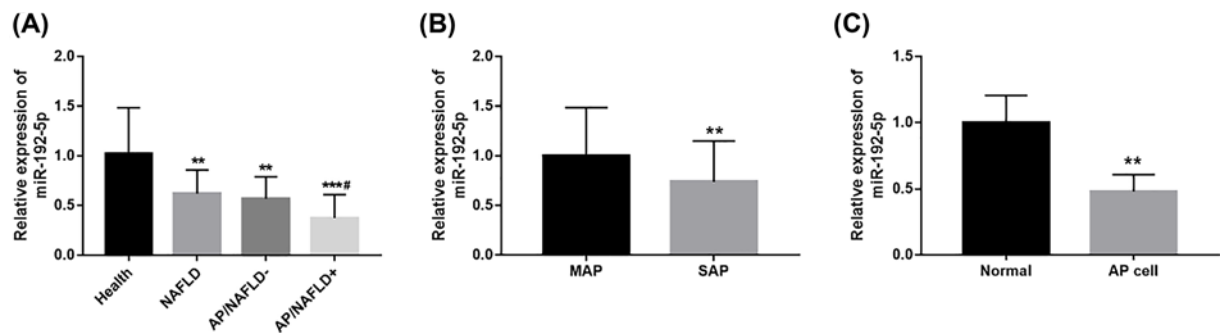 (A)
Relative expression of
miR-192-5p
2.0
1.5
1.0
0.5
0.0
**
**
***#
Health
NAFLD
AP/NAFLD-
AP/NAFLD+
(B)
Relative expression of
miR-192-5p
2.0
1.5
1.0
0.5
0.0
**
MAP
SAP
(C)
Relative expression of
miR-192-5p
1.5
1.0
0.5
0.0
**
Normal
AP cell